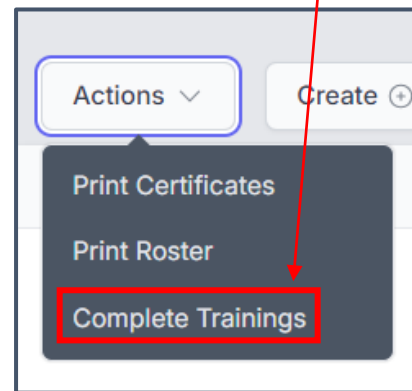 Actions
Create
Print Certificates
Print Roster
Complete Trainings